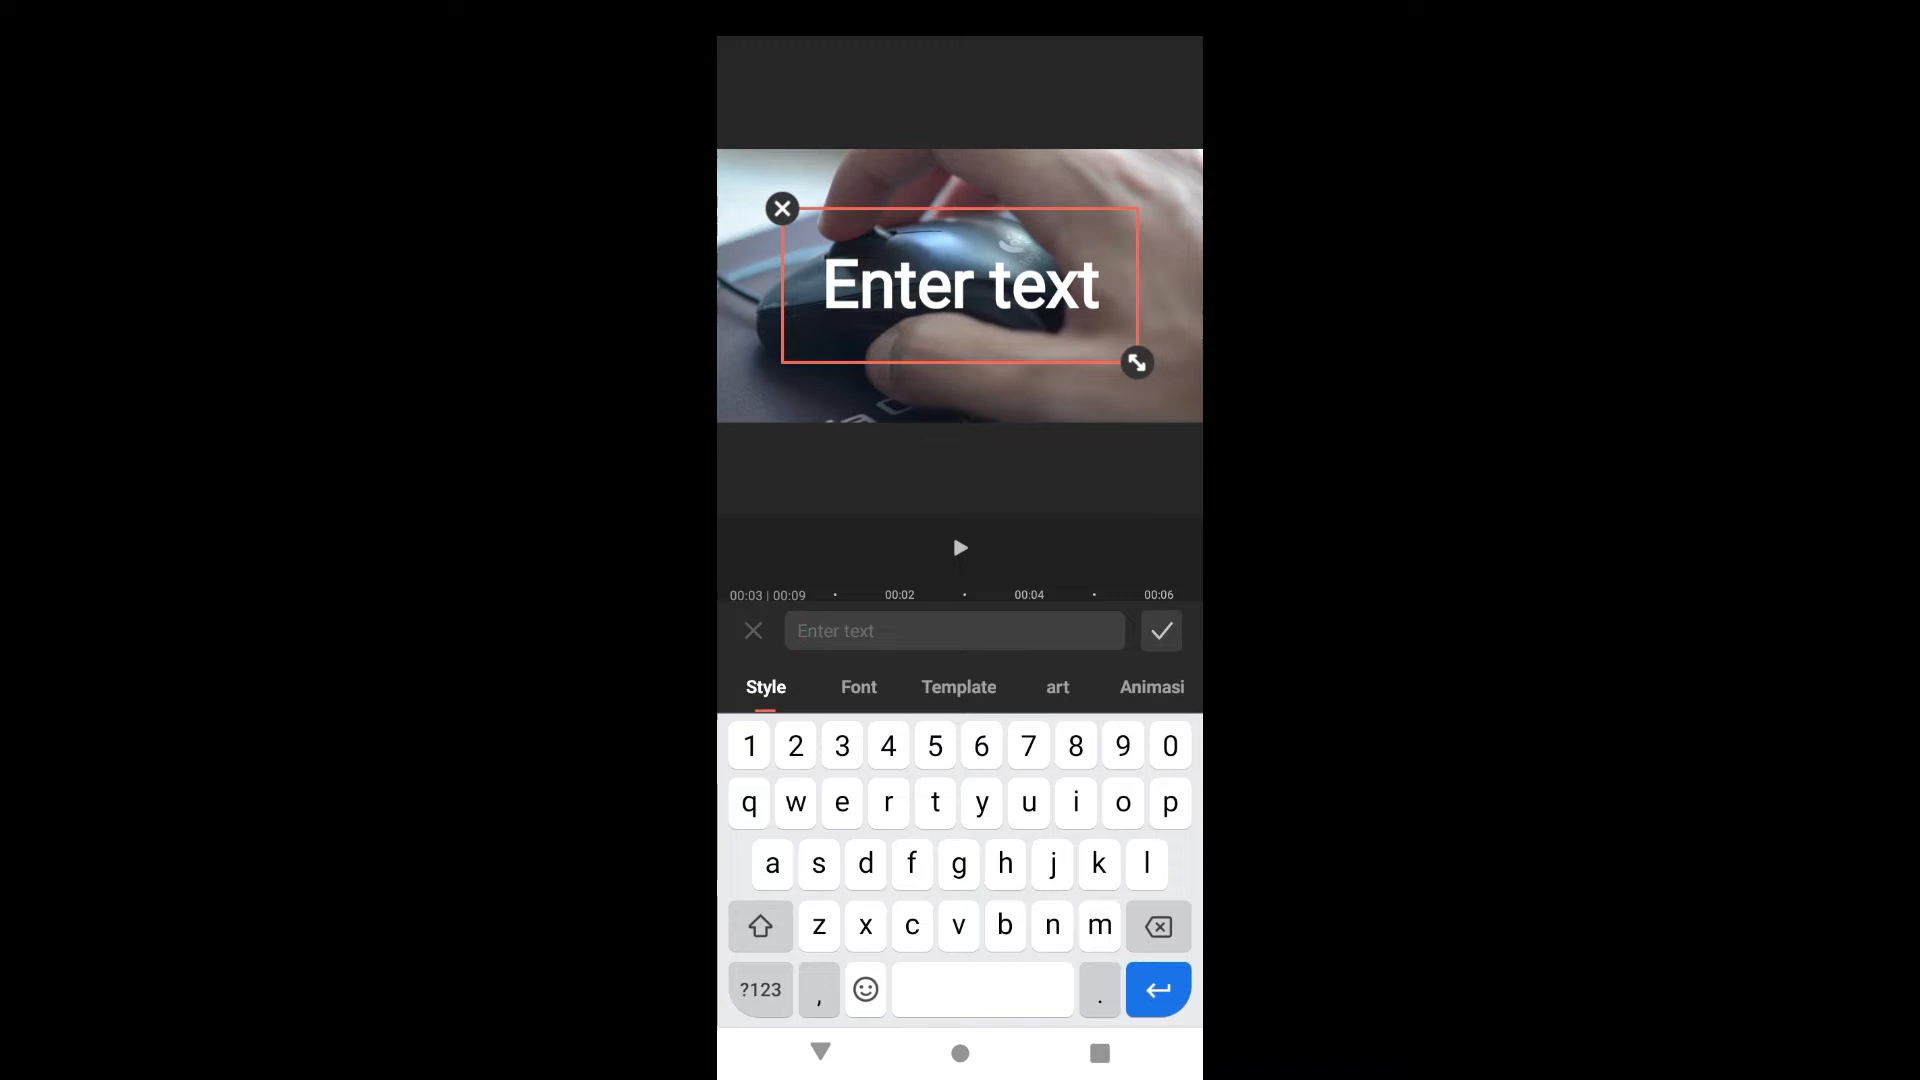 Enter text
00:03 | 00:09
00:02
00:04
00:06
Enter text
Style
Font
Template
art
Animasi
1 2 3 4 5 6 7 8 9 0
q w e r t y u i o p
a s d f g h j k l
z x c v b n m
?123 , .